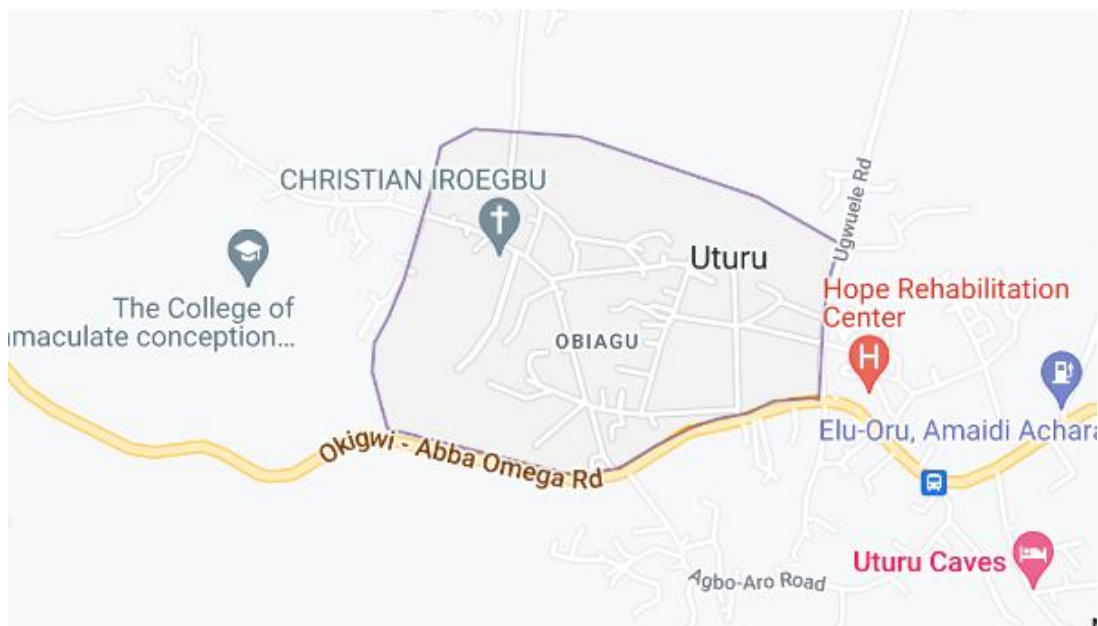 CHRISTIAN IROEGBU
Uturu
Ugwuele Rd
The College of
maculate conception...
Hope Rehabilitation
Center
H
OBIAGU
Elu-Oru, Amaidi Achara
Okigwi - Abba Omega Rd
Uturu Caves
Agbo-Aro Road